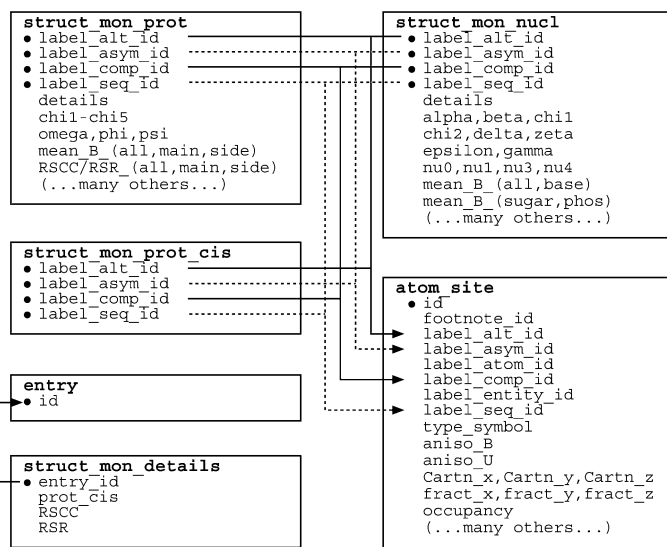 struct_mon_prot
● label_alt_id
● label_asym_id
● label_comp_id
● label_seq_id
details
chi1-chi5
omega,phi,psi
mean_B_(all,main,side)
RSCC/RSR_(all,main,side)
(...many others...)
struct_mon_prot_cis
● label_alt_id
● label_asym_id
● label_comp_id
● label_seq_id
entry
● id
struct_mon_details
● entry_id
prot_cis
RSCC
RSR
struct_mon_nucl
● label_alt_id
● label_asym_id
● label_comp_id
● label_seq_id
details
alpha,beta,chi1
chi2,delta,zeta
epsilon,gamma
nu0,nu1,nu3,nu4
mean_B_(all,base)
mean_B_(sugar,phos)
(...many others...)
atom_site
● id
footnote_id
label_alt_id
label_asym_id
label_atom_id
label_comp_id
label_entity_id
label_seq_id
type_symbol
aniso_B
aniso_U
Cartn_x,Cartn_y,Cartn_z
fract_x,fract_y,fract_z
occupancy
(...many others...)